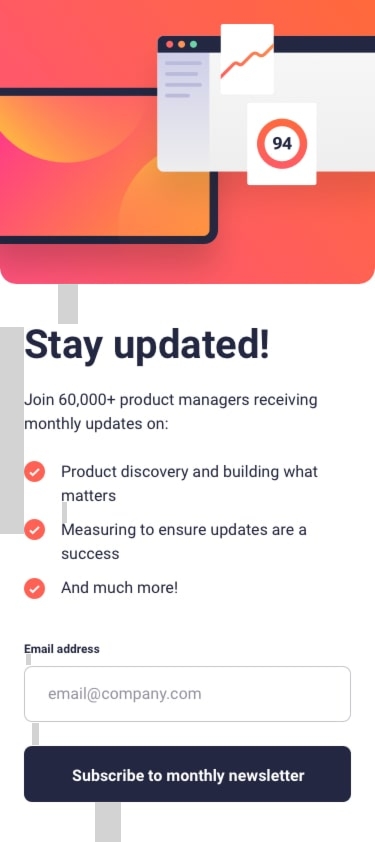 94
Stay updated!
Join 60,000+ product managers receiving
monthly updates on:
Product discovery and building what
matters
Measuring to ensure updates are a
success
And much more!
Email address
email@company.com
Subscribe to monthly newsletter